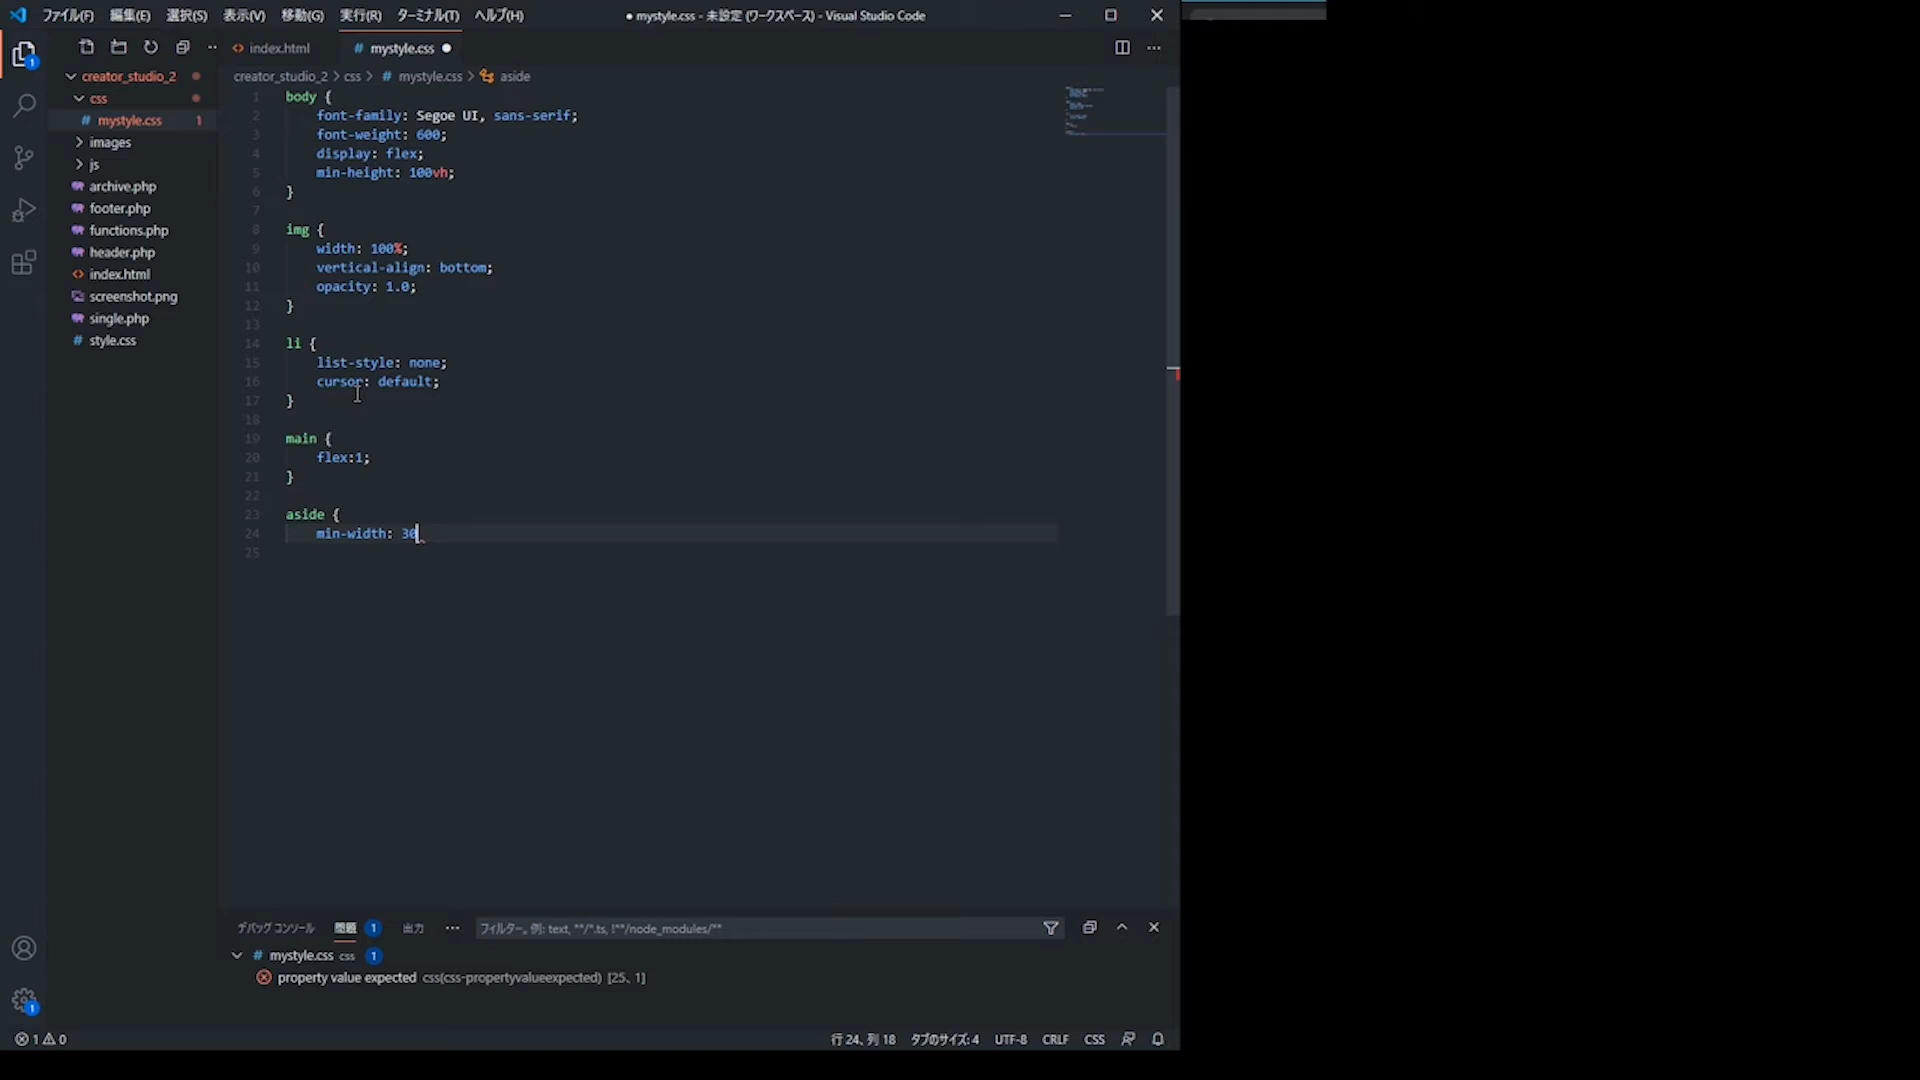 ファイル(F) 編集(E) 選択(S) 表示(V) 移動(G) 実行(R) ターミナル(T) ヘルプ(H) ● mystyle.css - 未設定 (ワークスペース) - Visual Studio Code
index.html mystyle.css ●
creator_studio_2 > css > # mystyle.css > aside
1
creator_studio_2
css
# mystyle.css 1
images
js
archive.php
footer.php
functions.php
header.php
index.html
screenshot.png
single.php
# style.css
1 body {
2 font-family: Segoe UI, sans-serif;
3 font-weight: 600;
4 display: flex;
5 min-height: 100vh;
6 }
7
8 img {
9 width: 100%;
10 vertical-align: bottom;
11 opacity: 1.0;
12 }
13
14 li {
15 list-style: none;
16 cursor: default;
17 }
18
19 main {
20 flex:1;
21 }
22
23 aside {
24 min-width: 30
25
デバッグ コンソール 問題 1 出力 ··· フィルター。例: text, **/*.ts, !**/node_modules/**
# mystyle.css css 1
property value expected css(css-propertyvalueexpected) [25、1]
1
1 0 行 24、列 18 タブのサイズ: 4 UTF-8 CRLF CSS